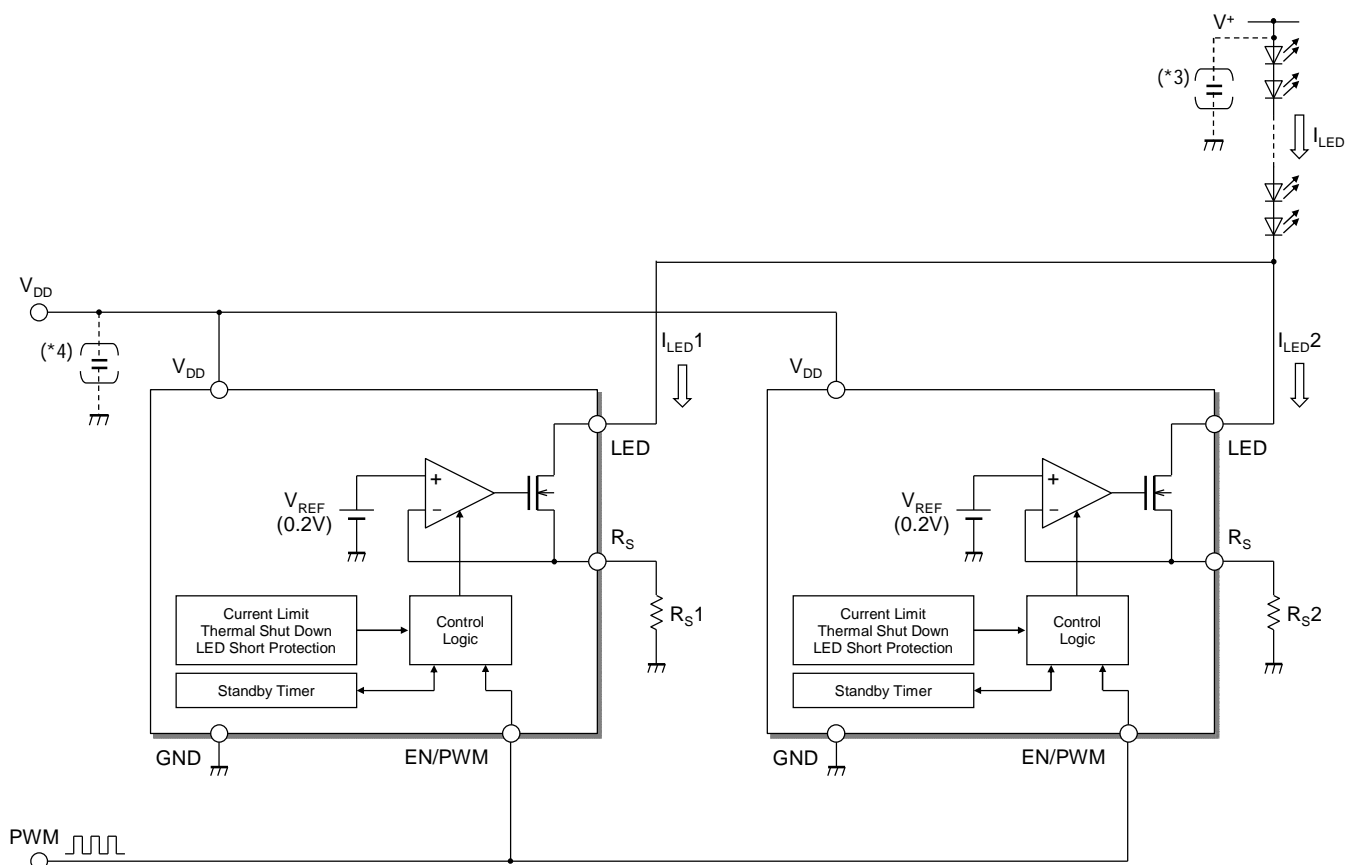 V+
(*3)
ILED
VDD
(*4)
VDD
ILED1
VDD
ILED2
LED
LED
VREF
(0.2V)
+
−
VREF
(0.2V)
+
−
RS
RS
RS1
RS2
Current Limit
Thermal Shut Down
LED Short Protection
Control
Logic
Current Limit
Thermal Shut Down
LED Short Protection
Control
Logic
Standby Timer
Standby Timer
GND
EN/PWM
GND
EN/PWM
PWM